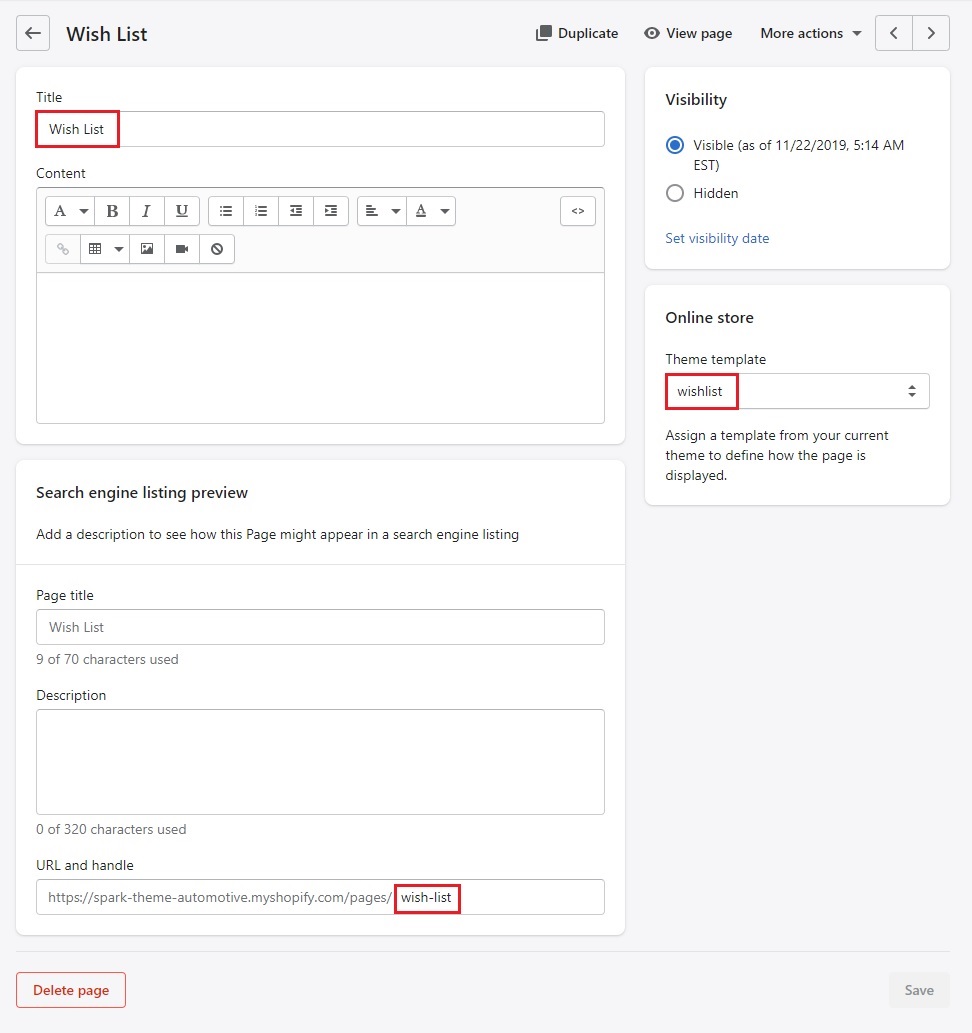 Wish List
Duplicate
View page
More actions
Title
Wish List
Content
A
B
I
U
A
<>
Search engine listing preview
Add a description to see how this Page might appear in a search engine listing
Page title
Wish List
9 of 70 characters used
Description
0 of 320 characters used
URL and handle
https://spark-theme-automotive.myshopify.com/pages/ wish-list
Delete page
Visibility
Visible (as of 11/22/2019, 5:14 AM
EST)
Hidden
Set visibility date
Online store
Theme template
wishlist
Assign a template from your current
theme to define how the page is
displayed.
Save